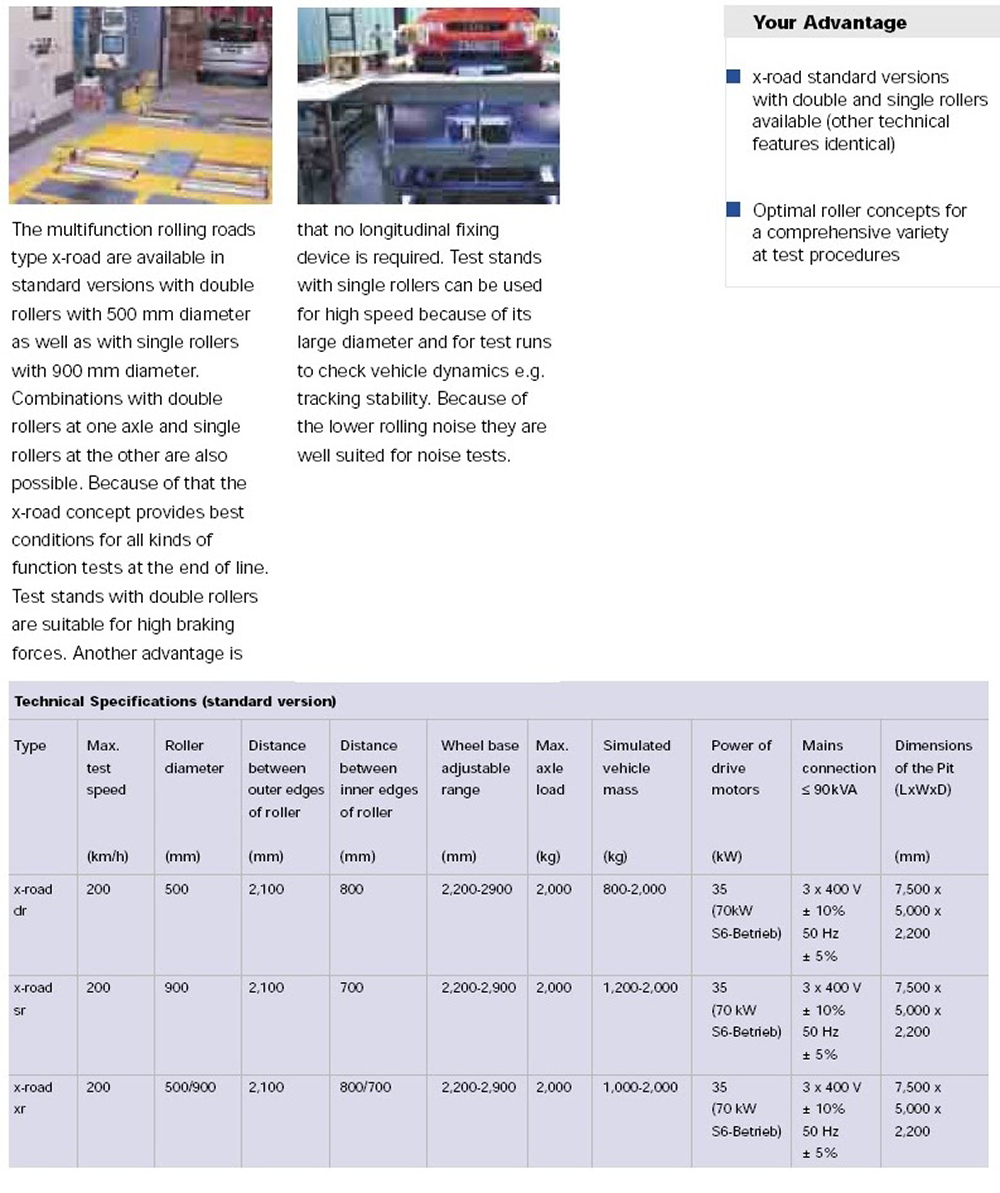 The multifunction rolling roads
type x-road are available in
standard versions with double
rollers with 500 mm diameter
as well as with single rollers
with 900 mm diameter.
Combinations with double
rollers at one axle and single
rollers at the other are also
possible. Because of that the
x-road concept provides best
conditions for all kinds of
function tests at the end of line.
Test stands with double rollers
are suitable for high braking
forces. Another advantage is
that no longitudinal fixing
device is required. Test stands
with single rollers can be used
for high speed because of its
large diameter and for test runs
to check vehicle dynamics e.g.
tracking stability. Because of
the lower rolling noise they are
well suited for noise tests.
Your Advantage
x-road standard versions
with double and single rollers
available (other technical
features identical)
Optimal roller concepts for
a comprehensive variety
at test procedures
Technical Specifications (standard version)
Type Max. Roller Distance Distance Wheel base Max. Simulated Power of Mains Dimensions
test diameter between between adjustable axle vehicle drive connection of the Pit
speed outer edges inner edges range load mass motors ≤ 90kVA (LxWxD)
of roller of roller
(km/h) (mm) (mm) (mm) (mm) (kg) (kg) (kW) (mm)
x-road 200 500 2,100 800 2,200-2900 2,000 800-2,000 35 3 x 400 V 7,500 x
dr (70kW ± 10% 5,000 x
S6-Betrieb) 50 Hz 2,200
± 5%
x-road 200 900 2,100 700 2,200-2,900 2,000 1,200-2,000 35 3 x 400 V 7,500 x
sr (70 kW ± 10% 5,000 x
S6-Betrieb) 50 Hz 2,200
± 5%
x-road 200 500/900 2,100 800/700 2,200-2,900 2,000 1,000-2,000 35 3 x 400 V 7,500 x
xr (70 kW ± 10% 5,000 x
S6-Betrieb) 50 Hz 2,200
± 5%